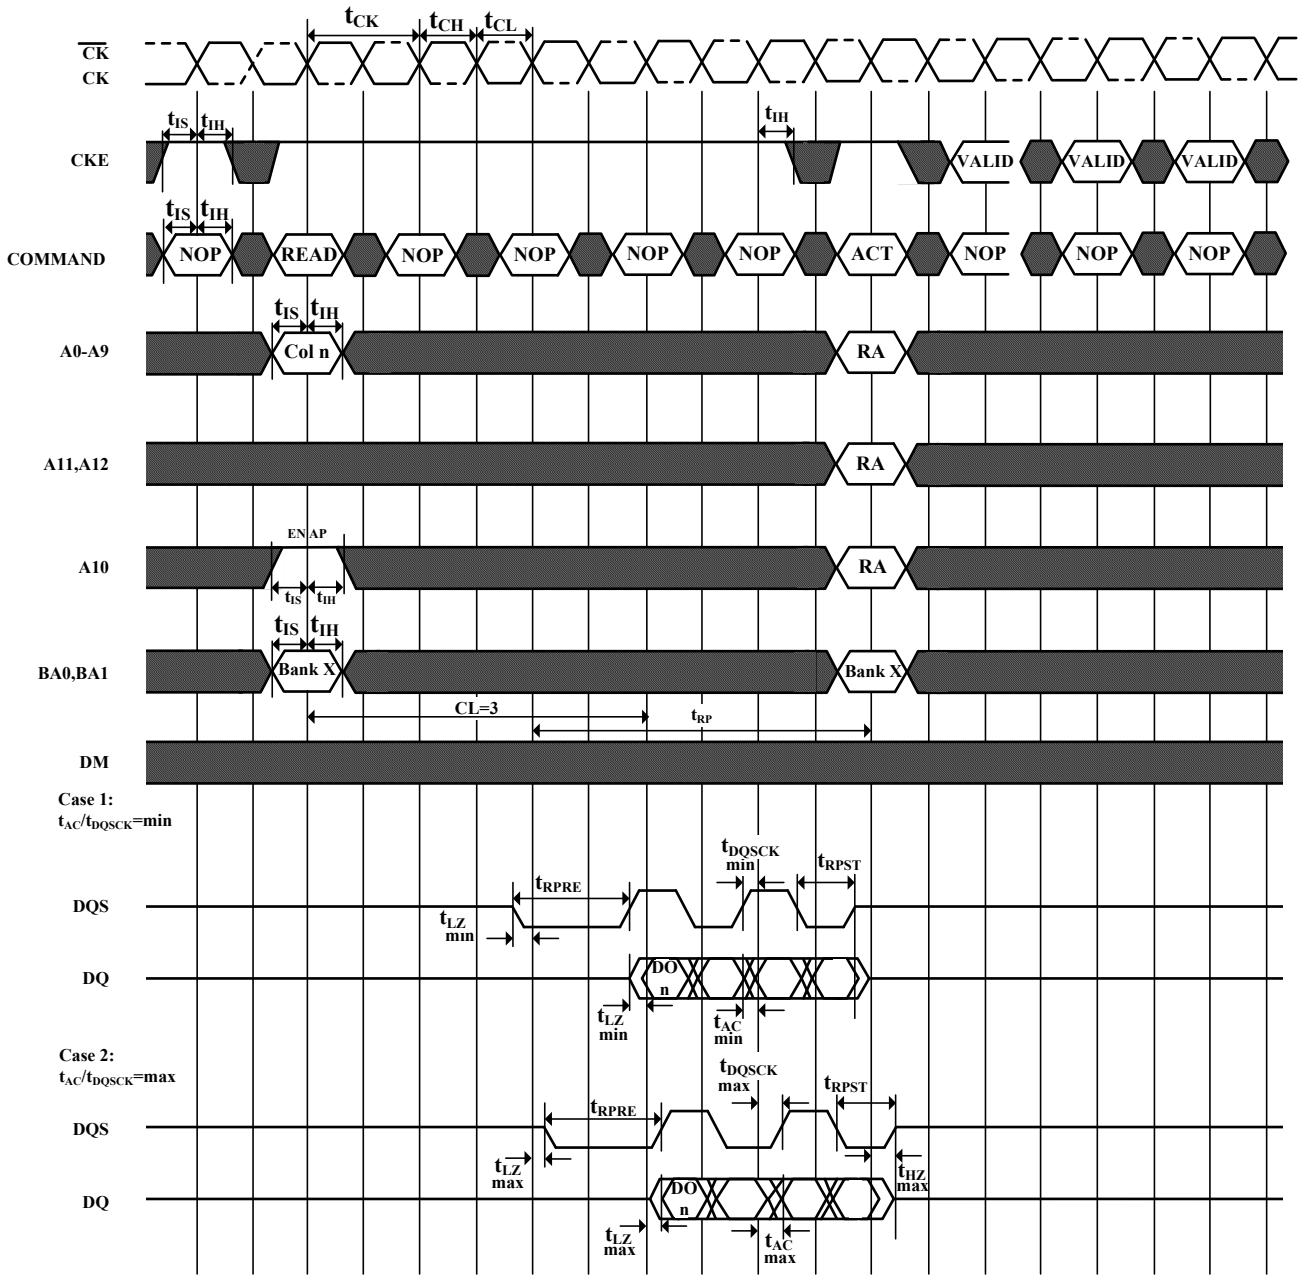 tCK tCH tCL
CK
CK
tIS tIH tIH
CKE VALID VALID VALID
tIS tIH
COMMAND NOP READ NOP NOP NOP NOP ACT NOP NOP NOP
tIS tIH
A0-A9 Col n RA
A11,A12 RA
EN AP
A10 RA
tIS tIH
tIS tIH
BA0,BA1 Bank X Bank X
CL=3 tRP
DM
Case 1:
tAC/tDQSCK=min
tDQSCK min tRPST
tRPRE
DQS
tLZ min
DQ DO n
tLZ min tAC min
Case 2:
tAC/tDQSCK=max
tDQSCK max tRPST
tRPRE
DQS
tLZ max tHZ max
DQ DO n
tLZ max tAC max